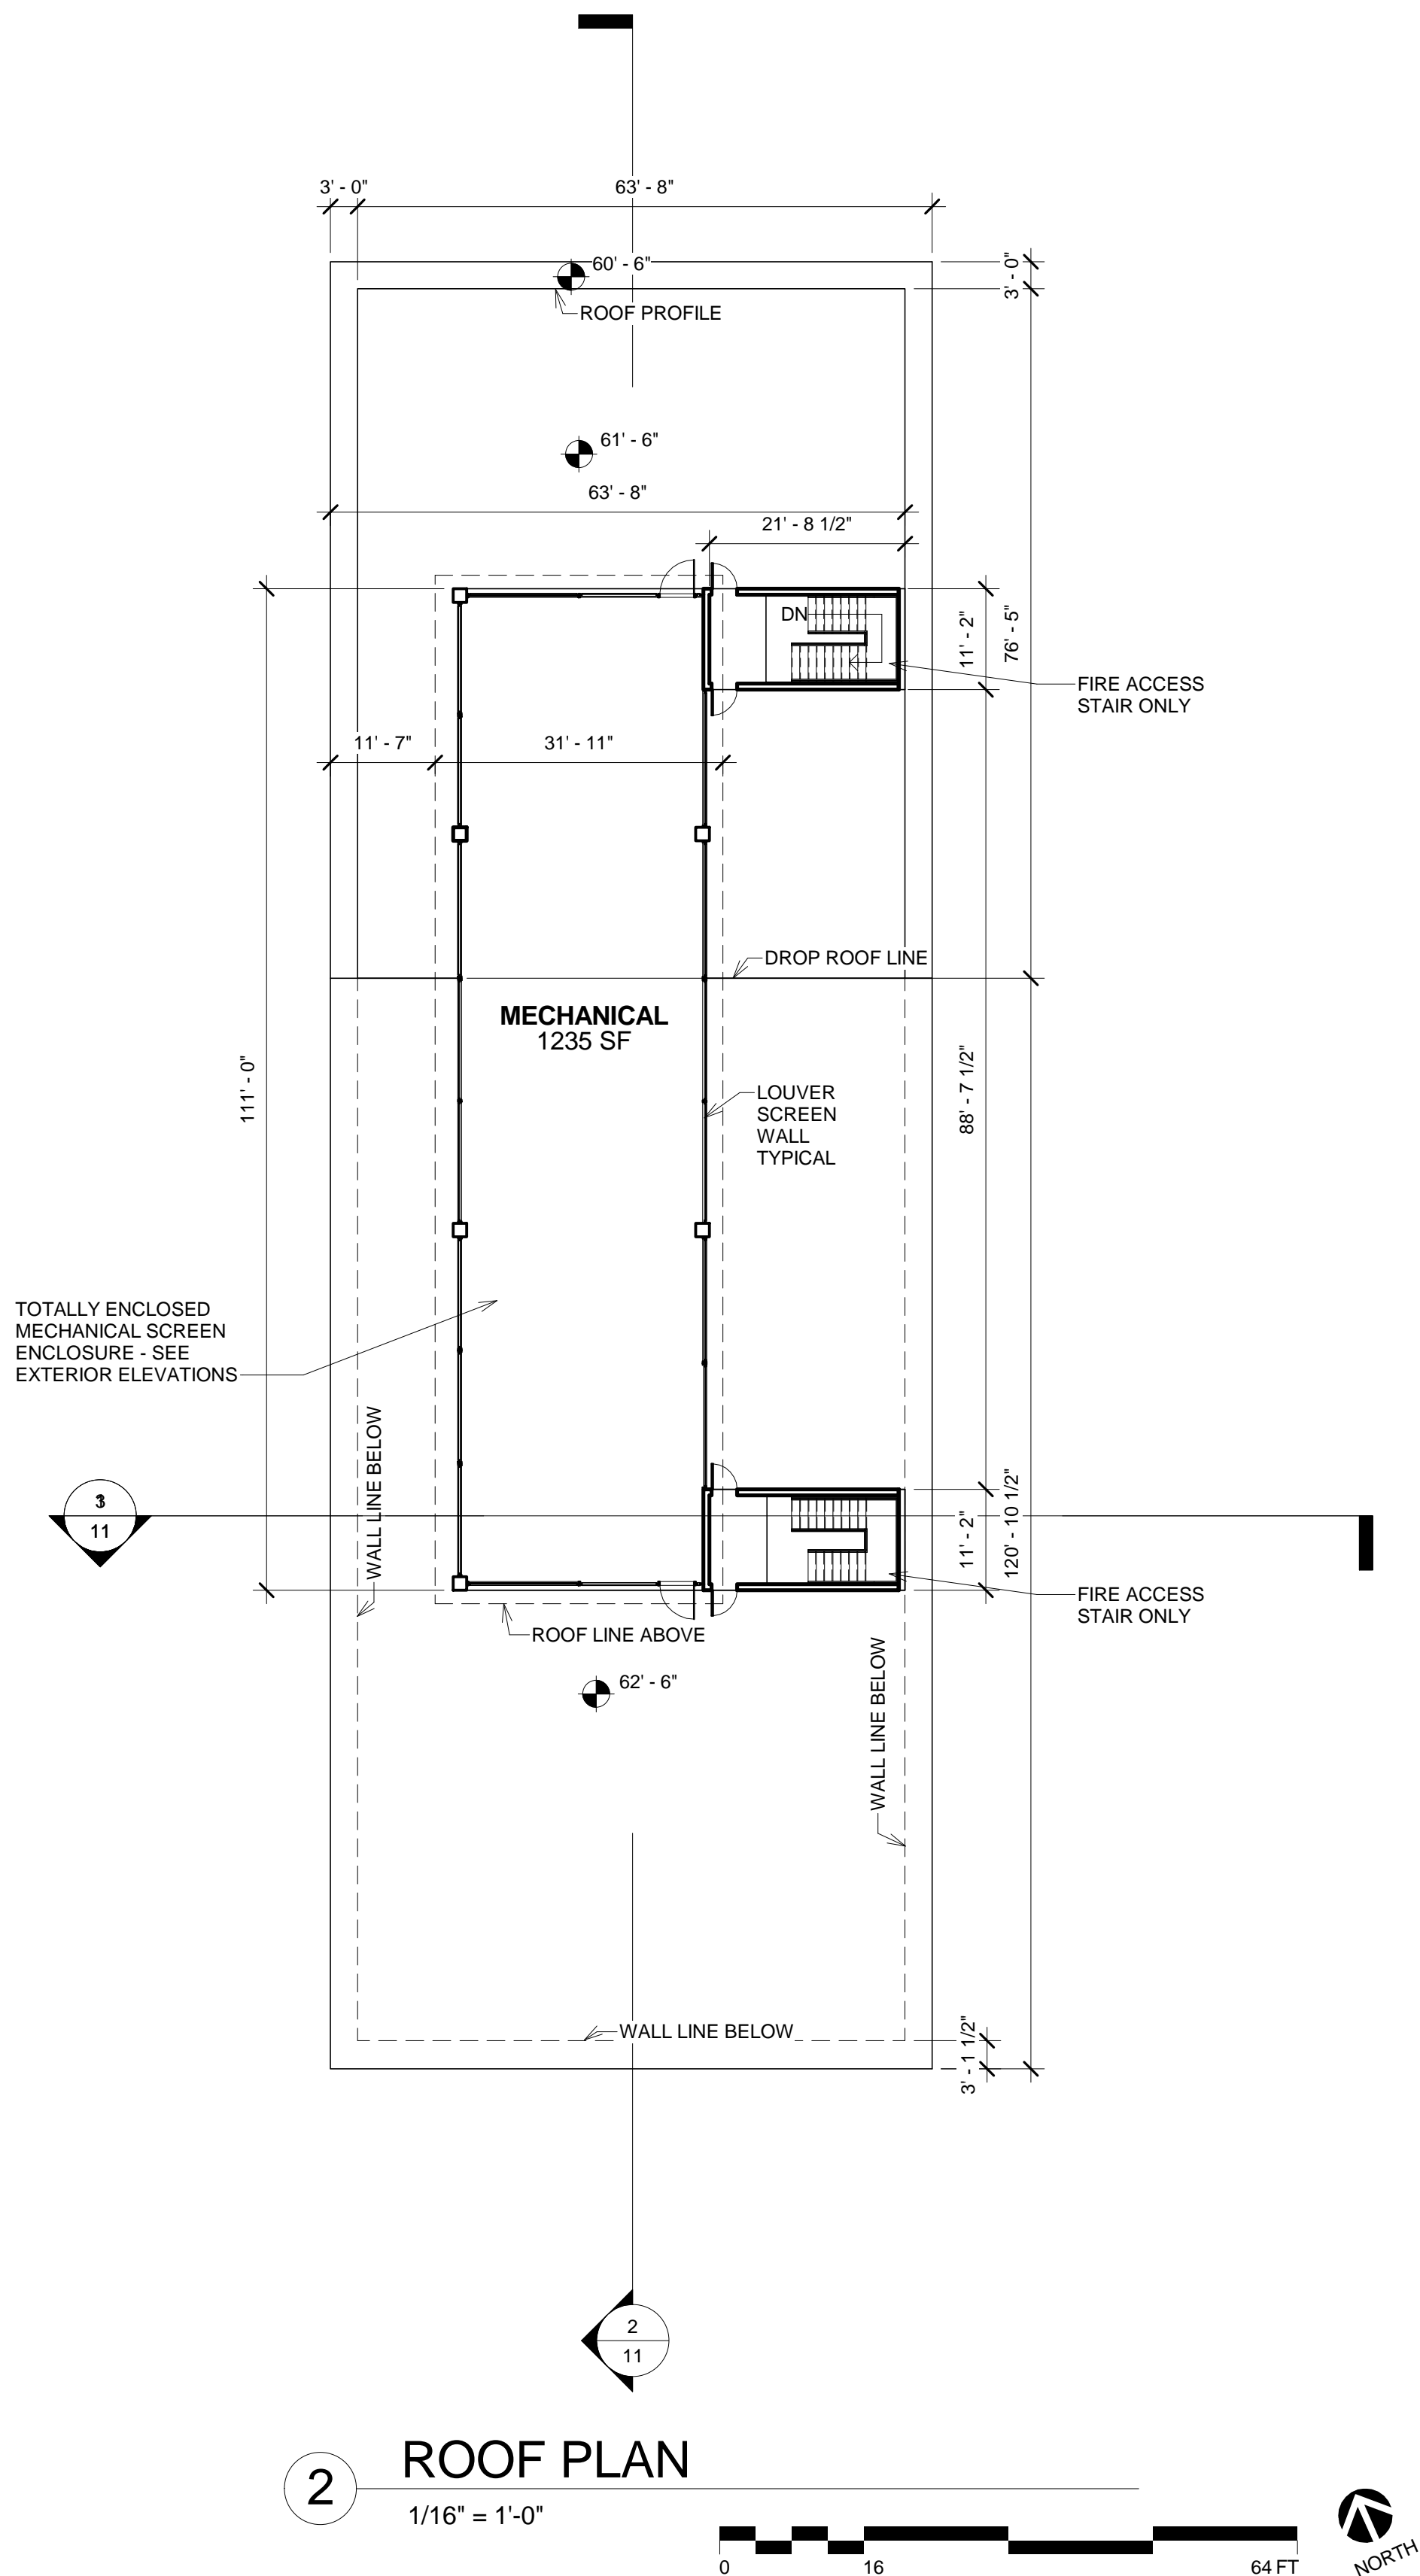 3' - 0" 63' - 8"
60' - 6"
3' - 0"
ROOF PROFILE
61' - 6"
63' - 8"
21' - 8 1/2"
DN
11' - 2"
76' - 5"
FIRE ACCESS
STAIR ONLY
11' - 7" 31' - 11"
DROP ROOF LINE
MECHANICAL
1235 SF
111' - 0"
88' - 7 1/2"
LOUVER
SCREEN
WALL
TYPICAL
TOTALLY ENCLOSED
MECHANICAL SCREEN
ENCLOSURE - SEE
EXTERIOR ELEVATIONS
WALL LINE BELOW
3
11
11' - 2"
120' - 10 1/2"
FIRE ACCESS
STAIR ONLY
ROOF LINE ABOVE
62' - 6"
WALL LINE BELOW
WALL LINE BELOW
3' - 1 1/2"
2
11
2
ROOF PLAN
1/16" = 1'-0"
0 16 64 FT
NORTH